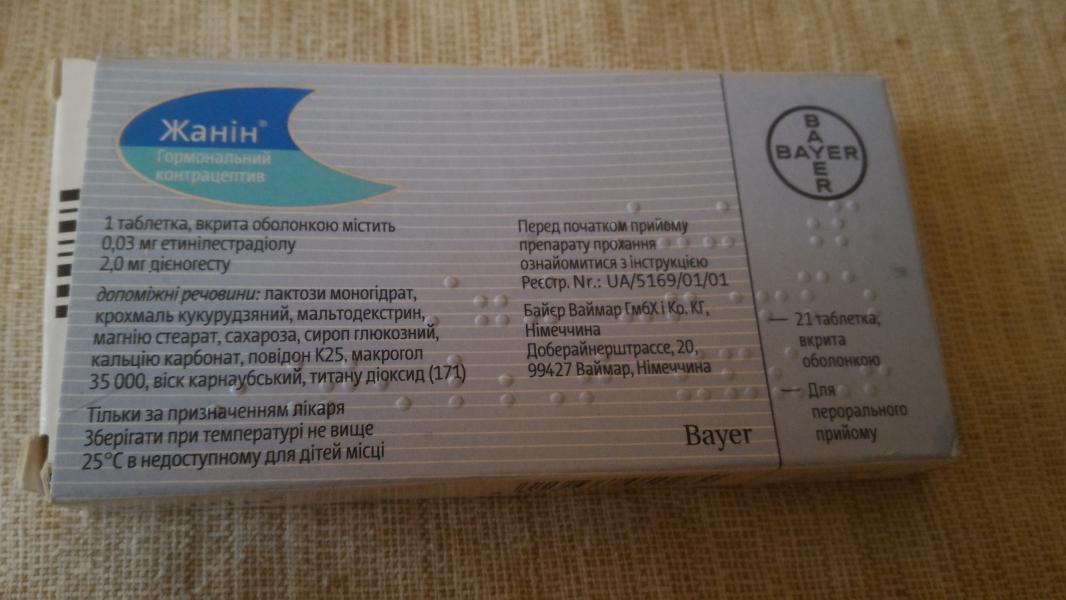 Жанін®
Гормональний
контрацептив
1 таблетка, вкрита оболонкою містить
0,03 мг етинілестрадіолу
2,0 мг дієногесту
допоміжні речовини: лактози моногідрат,
крохмаль кукурудзяний, мальтодекстрин,
магнію стеарат, сахароза, сироп глюкозний,
кальцію карбонат, повідон К25, макрогол
35 000, віск карнаубський, титану діоксид (171)
Тільки за призначенням лікаря
Зберігати при температурі не вище
25°С в недоступному для дітей місці
Перед початком прийому
препарату прохання
ознайомитися з інструкцією
Реєстр. Nr.: UA/5169/01/01
Байєр Ваймар ГмбХ і Ко. КГ,
Німеччина
Доберайнерштрассе, 20,
99427 Ваймар, Німеччина
Bayer
BAYER
BAYER
— 21 таблетка,
вкрита
оболонкою
— Для
перорального
прийому